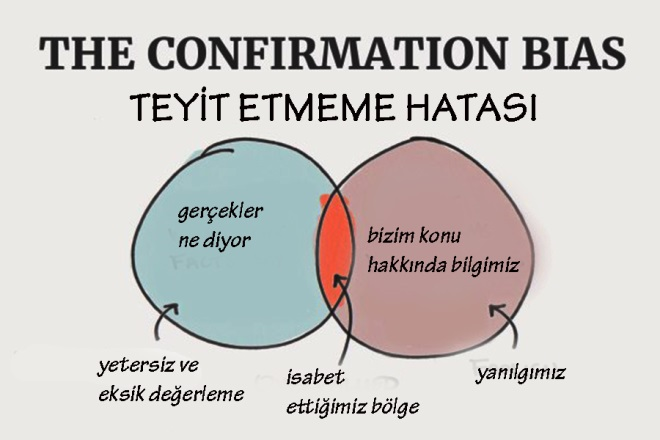 THE CONFIRMATION BIAS
TEYİT ETMEME HATASI
gerçekler
ne diyor
bizim konu
hakkında bilgimiz
yetersiz ve
eksik değerleme
isabet
ettiğimiz bölge
yanılgımız